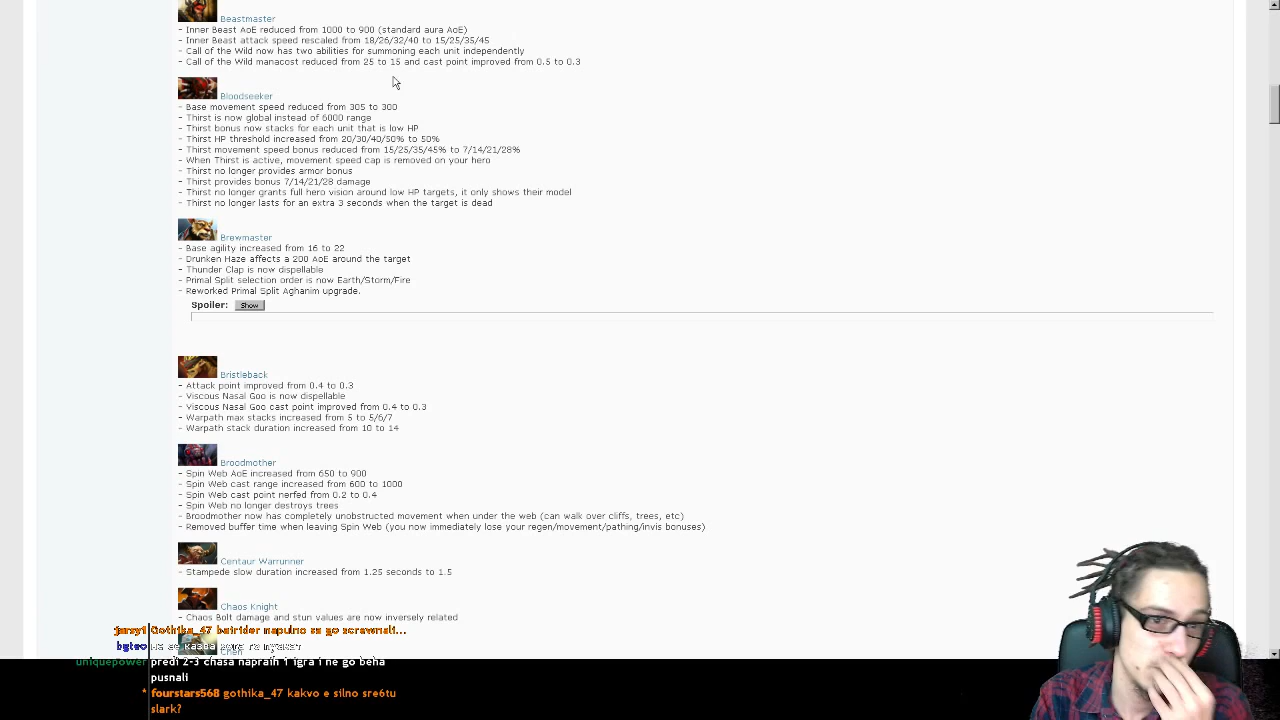 Beastmaster
- Inner Beast AoE reduced from 1000 to 900 (standard aura AoE)
- Inner Beast attack speed rescaled from 18/26/32/40 to 15/25/35/45
- Call of the Wild now has two abilities for summoning each unit independently
- Call of the Wild manacost reduced from 25 to 15 and cast point improved from 0.5 to 0.3
Bloodseeker
- Base movement speed reduced from 305 to 300
- Thirst is now global instead of 6000 range
- Thirst bonus now stacks for each unit that is low HP
- Thirst HP threshold increased from 20/30/40/50% to 50%
- Thirst movement speed bonus reduced from 15/25/35/45% to 7/14/21/28%
- When Thirst is active, movement speed cap is removed on your hero
- Thirst no longer provides armor bonus
- Thirst provides bonus 7/14/21/28 damage
- Thirst no longer grants full hero vision around low HP targets, it only shows their model
- Thirst no longer lasts for an extra 3 seconds when the target is dead
Brewmaster
- Base agility increased from 16 to 22
- Drunken Haze affects a 200 AoE around the target
- Thunder Clap is now dispellable
- Primal Split selection order is now Earth/Storm/Fire
- Reworked Primal Split Aghanim upgrade.
Spoiler: Show
Bristleback
- Attack point improved from 0.4 to 0.3
- Viscous Nasal Goo is now dispellable
- Viscous Nasal Goo cast point improved from 0.4 to 0.3
- Warpath max stacks increased from 5 to 5/6/7
- Warpath stack duration increased from 10 to 14
Broodmother
- Spin Web AoE increased from 650 to 900
- Spin Web cast range increased from 600 to 1000
- Spin Web cast point nerfed from 0.2 to 0.4
- Spin Web no longer destroys trees
- Broodmother now has completely unobstructed movement when under the web (can walk over cliffs, trees, etc)
- Removed buffer time when leaving Spin Web (you now immediately lose your regen/movement/pathing/invis bonuses)
Centaur Warrunner
- Stampede slow duration increased from 1.25 seconds to 1.5
Chaos Knight
- Chaos Bolt damage and stun values are now inversely related
Chen
Gothika_47 batrider napulno sa go screwnali...
uniquepower predi 2-3 chasa napraih 1 igra i ne go beha
pusnali
* fourstars568 gothika_47 kakvo e silno sre6tu
slark?